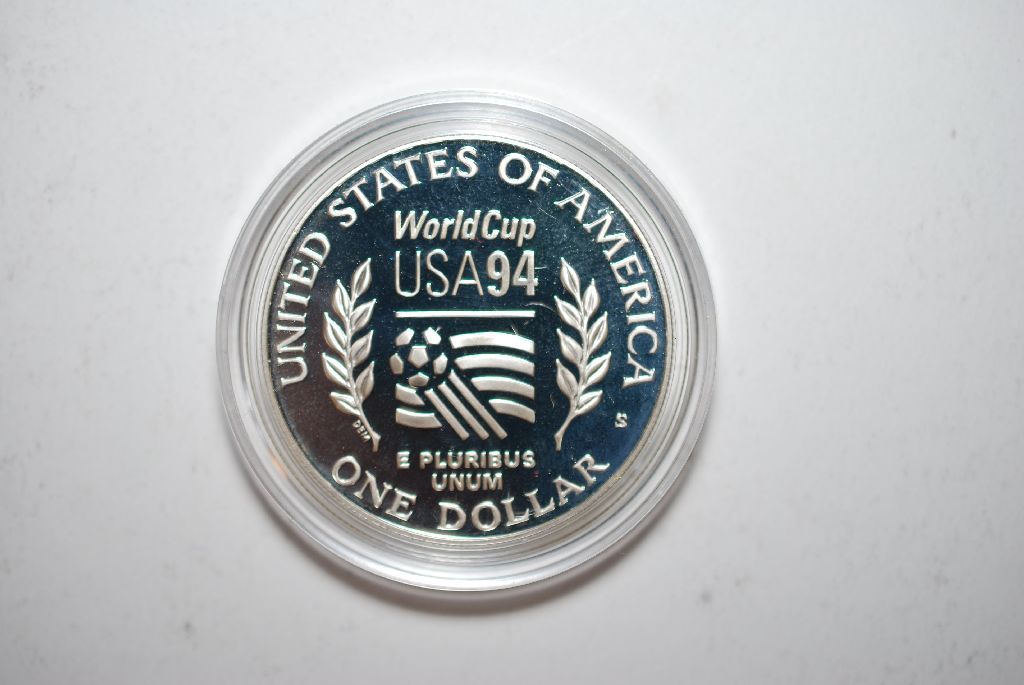 UNITED STATES OF AMERICA
WorldCup
USA94
E PLURIBUS
UNUM
S
ONE DOLLAR